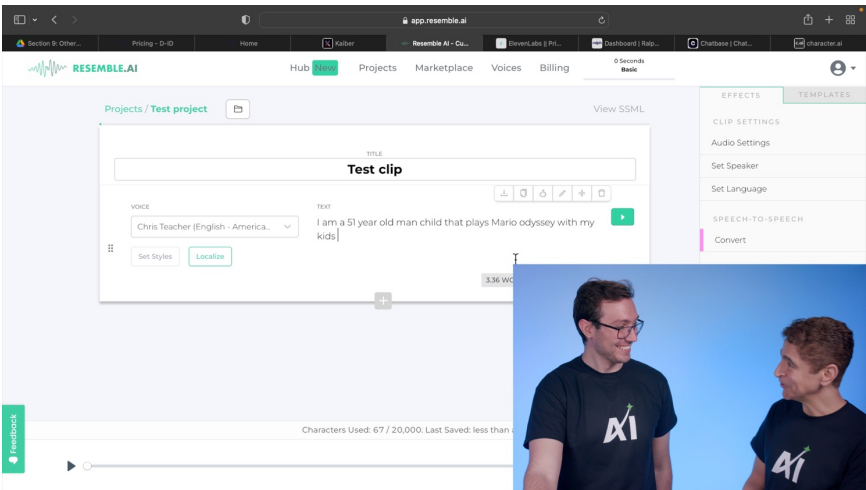 app.resemble.ai
Section 9: Other...
Pricing - D-ID
Home
Kaiber
Resemble AI - Cu...
ElevenLabs || Pri...
Dashboard | Ralp...
Chatbase | Chat...
character.ai
RESEMBLE.AI
Hub New Projects Marketplace Voices Billing
0 Seconds
Basic
Projects / Test project
View SSML
EFFECTS
TEMPLATES
CLIP SETTINGS
Audio Settings
Set Speaker
Set Language
SPEECH-TO-SPEECH
Convert
TITLE
Test clip
VOICE
Chris Teacher (English - America..
Set Styles
Localize
TEXT
I am a 51 year old man child that plays Mario odyssey with my
kids
3.36 WO
Characters Used: 67 / 20,000. Last Saved: less than
Feedback
AI
AI